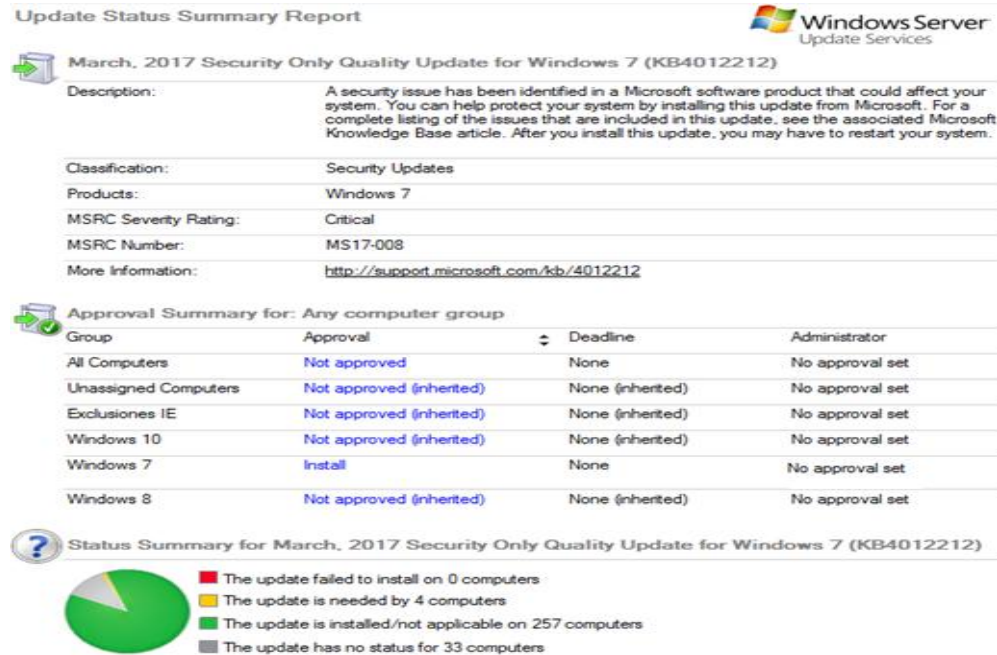 Update Status Summary Report
Windows Server
Update Services
March, 2017 Security Only Quality Update for Windows 7 (KB4012212)
Description: A security issue has been identified in a Microsoft software product that could affect your
system. You can help protect your system by installing this update from Microsoft. For a
complete listing of the issues that are included in this update, see the associated Microsoft
Knowledge Base article. After you install this update, you may have to restart your system.
Classification: Security Updates
Products: Windows 7
MSRC Severity Rating: Critical
MSRC Number: MS17-008
More Information: http://support.microsoft.com/kb/4012212
Approval Summary for: Any computer group
Group Approval Deadline Administrator
All Computers Not approved None No approval set
Unassigned Computers Not approved (inherited) None (inherited) No approval set
Exclusiones IE Not approved (inherited) None (inherited) No approval set
Windows 10 Not approved (inherited) None (inherited) No approval set
Windows 7 Install None No approval set
Windows 8 Not approved (inherited) None (inherited) No approval set
Status Summary for March, 2017 Security Only Quality Update for Windows 7 (KB4012212)
The update failed to install on 0 computers
The update is needed by 4 computers
The update is installed/not applicable on 257 computers
The update has no status for 33 computers